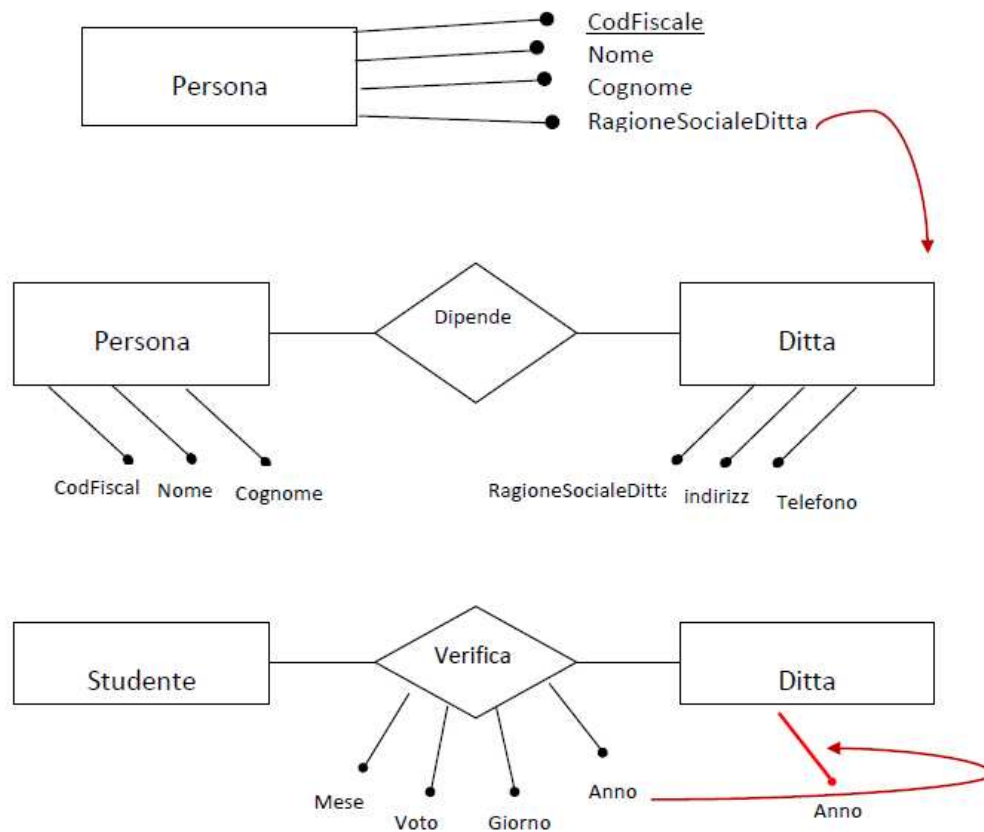 CodFiscale
Nome
Persona
Cognome
RagioneSocialeDitta
Dipende
Persona
Ditta
CodFiscal
Nome
Cognome
RagioneSocialeDitta
indirizz
Telefono
Verifica
Studente
Ditta
Mese
Voto
Giorno
Anno
Anno